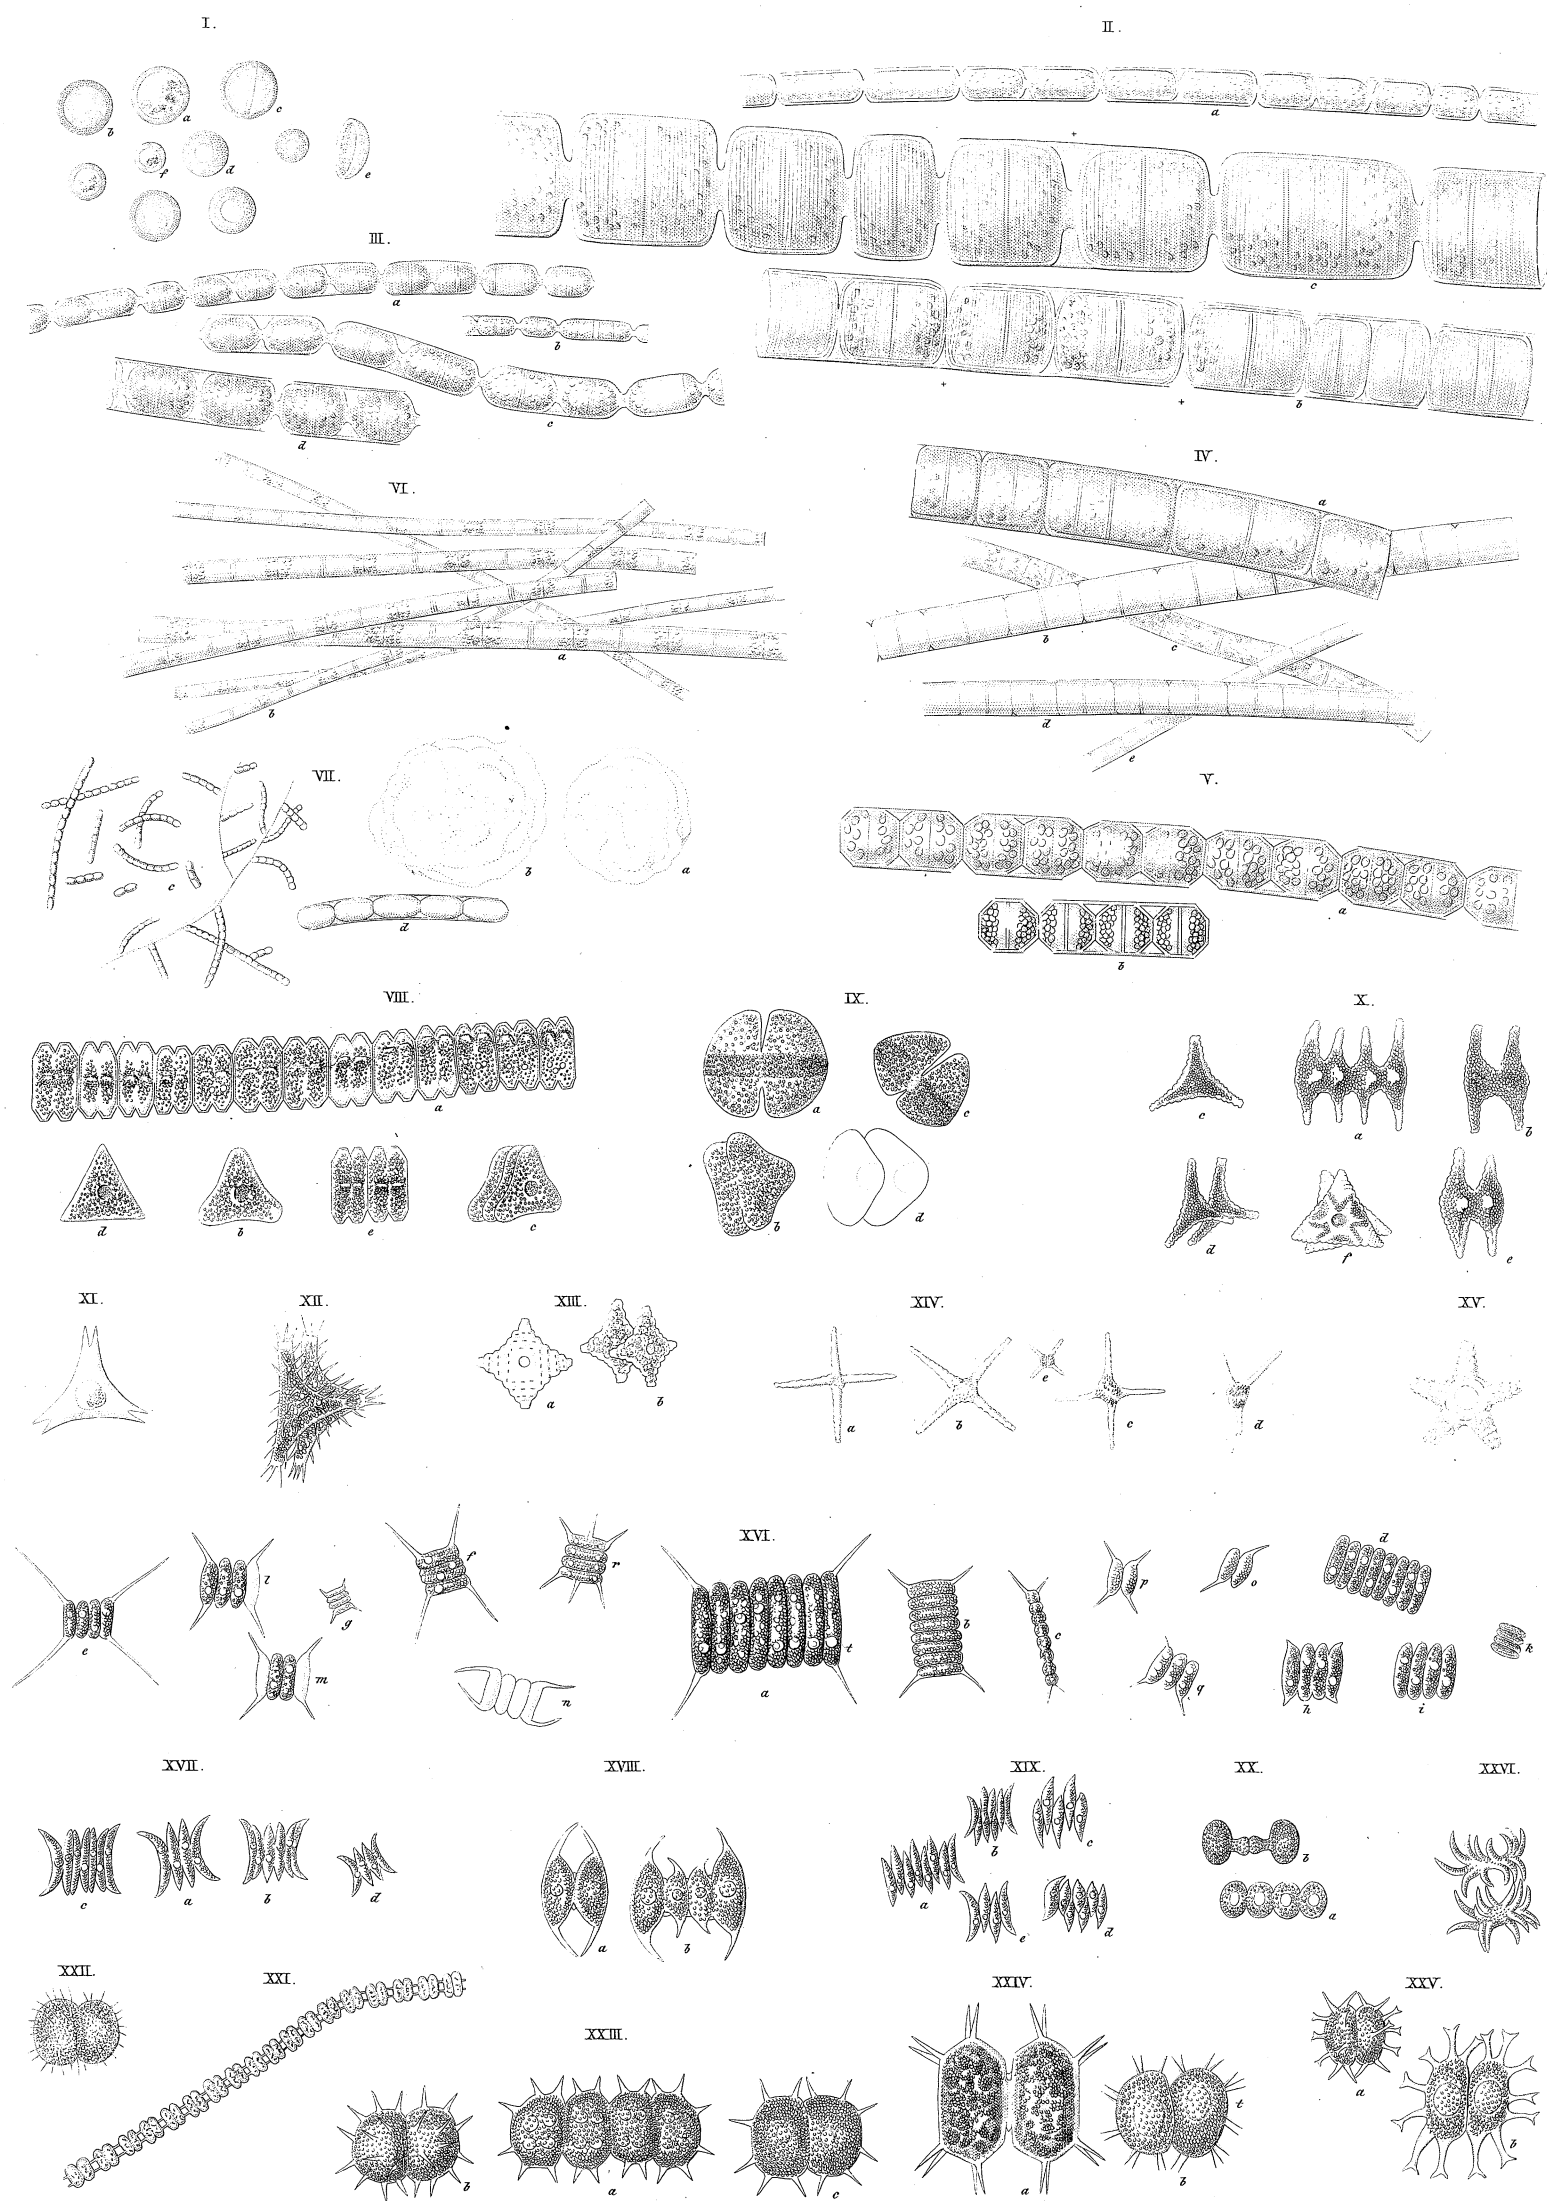 I.
II.
b a c
a
f d e
III.
c
a
b
c
b
d
IV.
VI.
a
b
c
a
b
d
e
VII.
V.
b a
c
d
a
b
VIII.
IX.
X.
a
a c
c a b
d b e c
b d
d f e
XI.
XII.
XIII.
XIV.
XV.
a b
a b e c d
XVI.
e l g f r
m n
a t b c
p o d
q h i k
XVII.
XVIII.
XIX.
XX.
XXVI.
c a b d
a b
a b c e d
b
a
XXII.
XXI.
XXIII.
XXIV.
XXV.
b a c
a b t
a b